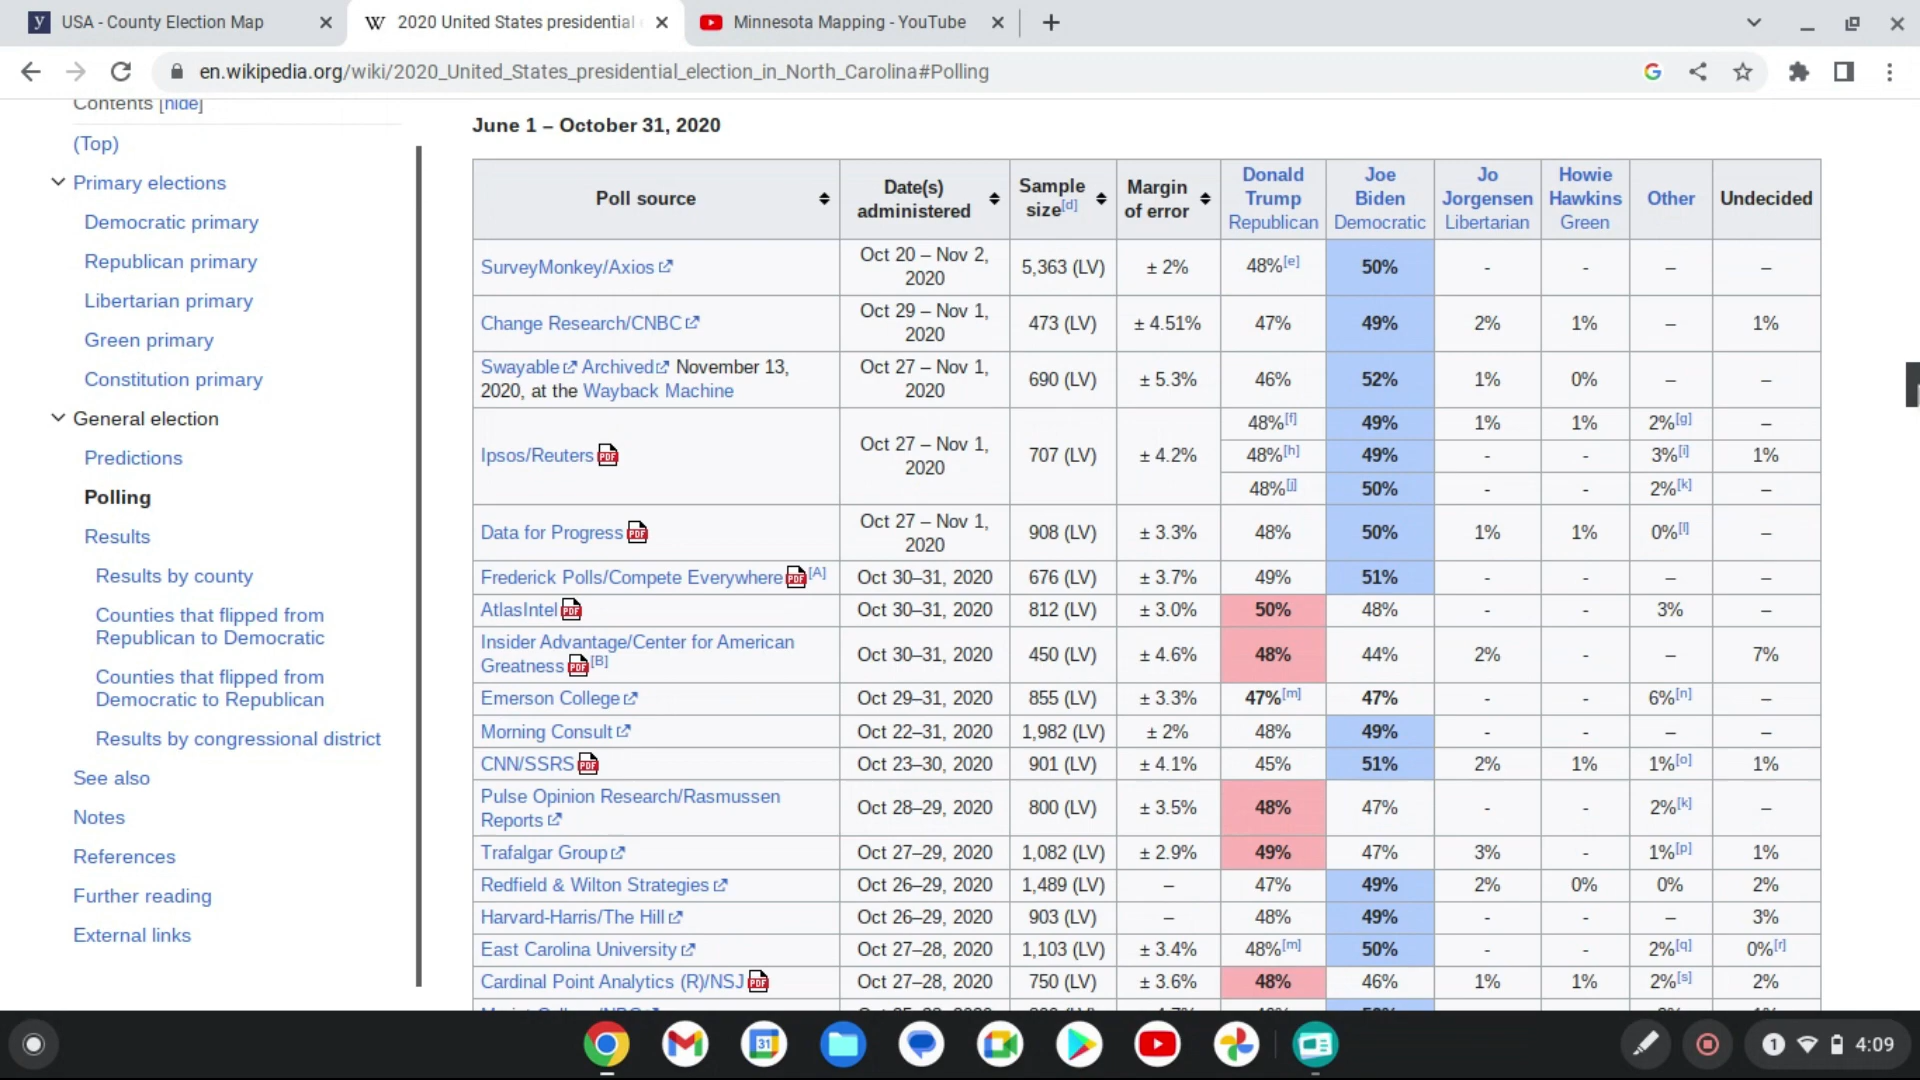 USA - County Election Map
2020 United States presidential
Minnesota Mapping - YouTube
en.wikipedia.org/wiki/2020_United_States_presidential_election_in_North_Carolina#Polling
Contents [hide]
(Top)
Primary elections
Democratic primary
Republican primary
Libertarian primary
Green primary
Constitution primary
General election
Predictions
Polling
Results
Results by county
Counties that flipped from
Republican to Democratic
Counties that flipped from
Democratic to Republican
Results by congressional district
See also
Notes
References
Further reading
External links
June 1 – October 31, 2020
Poll source Date(s) administered Sample size[d] Margin of error Donald Trump Republican Joe Biden Democratic Jo Jorgensen Libertarian Howie Hawkins Green Other Undecided
SurveyMonkey/Axios Oct 20 – Nov 2, 2020 5,363 (LV) ± 2% 48%[e] 50% - - – –
Change Research/CNBC Oct 29 – Nov 1, 2020 473 (LV) ± 4.51% 47% 49% 2% 1% – 1%
Swayable Archived November 13, 2020, at the Wayback Machine Oct 27 – Nov 1, 2020 690 (LV) ± 5.3% 46% 52% 1% 0% – –
Ipsos/Reuters Oct 27 – Nov 1, 2020 707 (LV) ± 4.2% 48%[f] 49% 1% 1% 2%[g] –
48%[h] 49% - - 3%[i] 1%
48%[j] 50% - - 2%[k] –
Data for Progress Oct 27 – Nov 1, 2020 908 (LV) ± 3.3% 48% 50% 1% 1% 0%[l] –
Frederick Polls/Compete Everywhere [A] Oct 30–31, 2020 676 (LV) ± 3.7% 49% 51% - - – –
AtlasIntel Oct 30–31, 2020 812 (LV) ± 3.0% 50% 48% - - 3% –
Insider Advantage/Center for American Greatness [B] Oct 30–31, 2020 450 (LV) ± 4.6% 48% 44% 2% - – 7%
Emerson College Oct 29–31, 2020 855 (LV) ± 3.3% 47%[m] 47% - - 6%[n] –
Morning Consult Oct 22–31, 2020 1,982 (LV) ± 2% 48% 49% - - – –
CNN/SSRS Oct 23–30, 2020 901 (LV) ± 4.1% 45% 51% 2% 1% 1%[o] 1%
Pulse Opinion Research/Rasmussen Reports Oct 28–29, 2020 800 (LV) ± 3.5% 48% 47% - - 2%[k] –
Trafalgar Group Oct 27–29, 2020 1,082 (LV) ± 2.9% 49% 47% 3% - 1%[p] 1%
Redfield & Wilton Strategies Oct 26–29, 2020 1,489 (LV) – 47% 49% 2% 0% 0% 2%
Harvard-Harris/The Hill Oct 26–29, 2020 903 (LV) – 48% 49% - - – 3%
East Carolina University Oct 27–28, 2020 1,103 (LV) ± 3.4% 48%[m] 50% - - 2%[q] 0%[r]
Cardinal Point Analytics (R)/NSJ Oct 27–28, 2020 750 (LV) ± 3.6% 48% 46% 1% 1% 2%[s] 2%
31
1 4:09